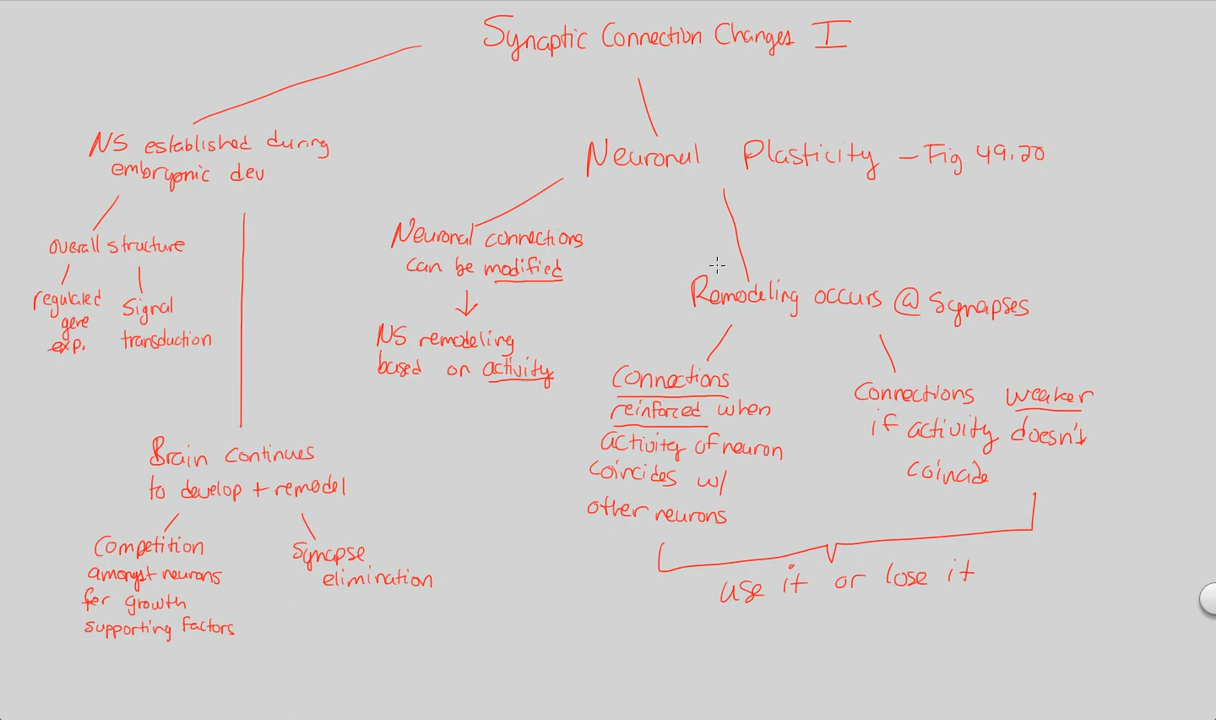 Synaptic Connection Changes I
NS established during
embryonic dev
overall structure
regulated
gene
exp.
Signal
transduction
Brain continues
to develop + remodel
Competition
amongst neurons
for growth
supporting factors
Synapse
elimination
Neuronal Plasticity - Fig 49.20
Neuronal connections
can be modified
NS remodeling
based on activity
Remodeling occurs @ synapses
Connections
reinforced when
activity of neuron
coincides w/
other neurons
Connections weaker
if activity doesn't
coincide
use it or lose it